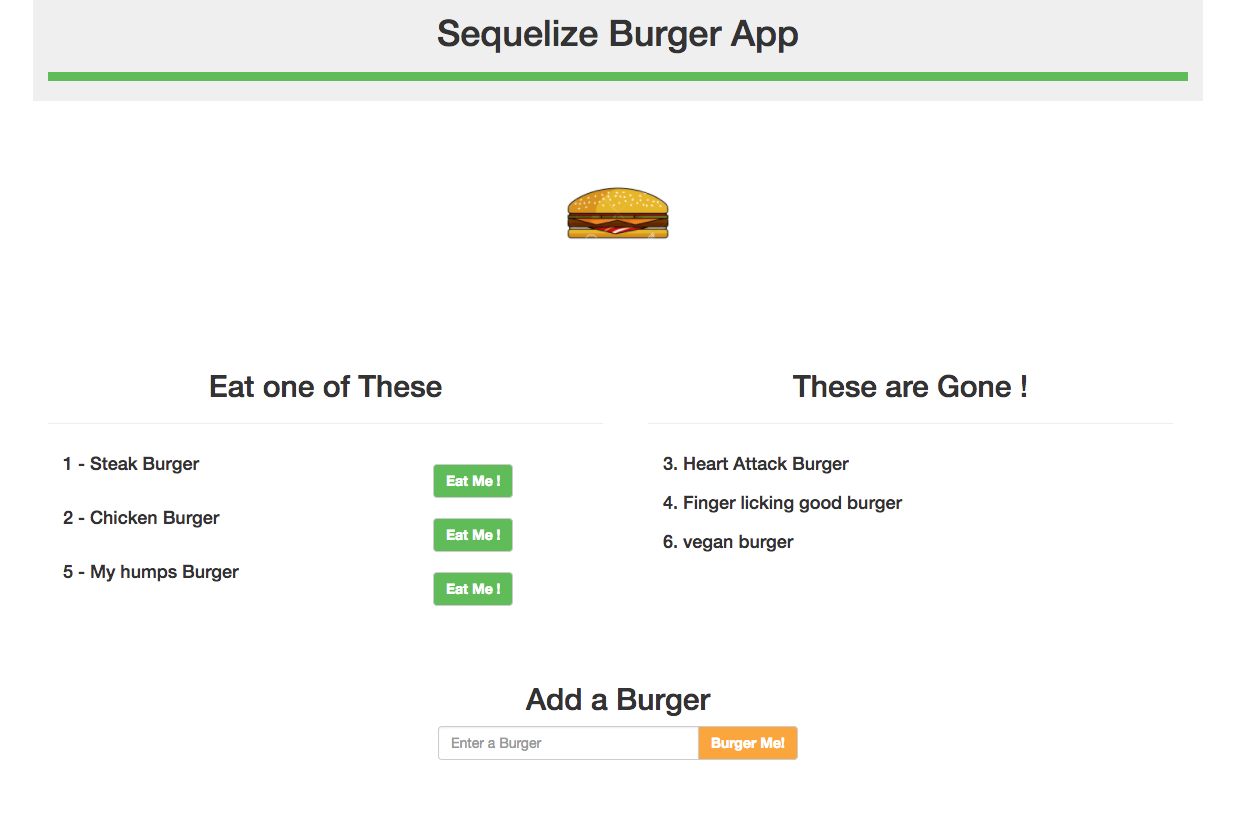 Sequelize Burger App
Eat one of These
1 - Steak Burger
Eat Me !
2 - Chicken Burger
Eat Me !
5 - My humps Burger
Eat Me !
These are Gone !
3. Heart Attack Burger
4. Finger licking good burger
6. vegan burger
Add a Burger
Enter a Burger
Burger Me!